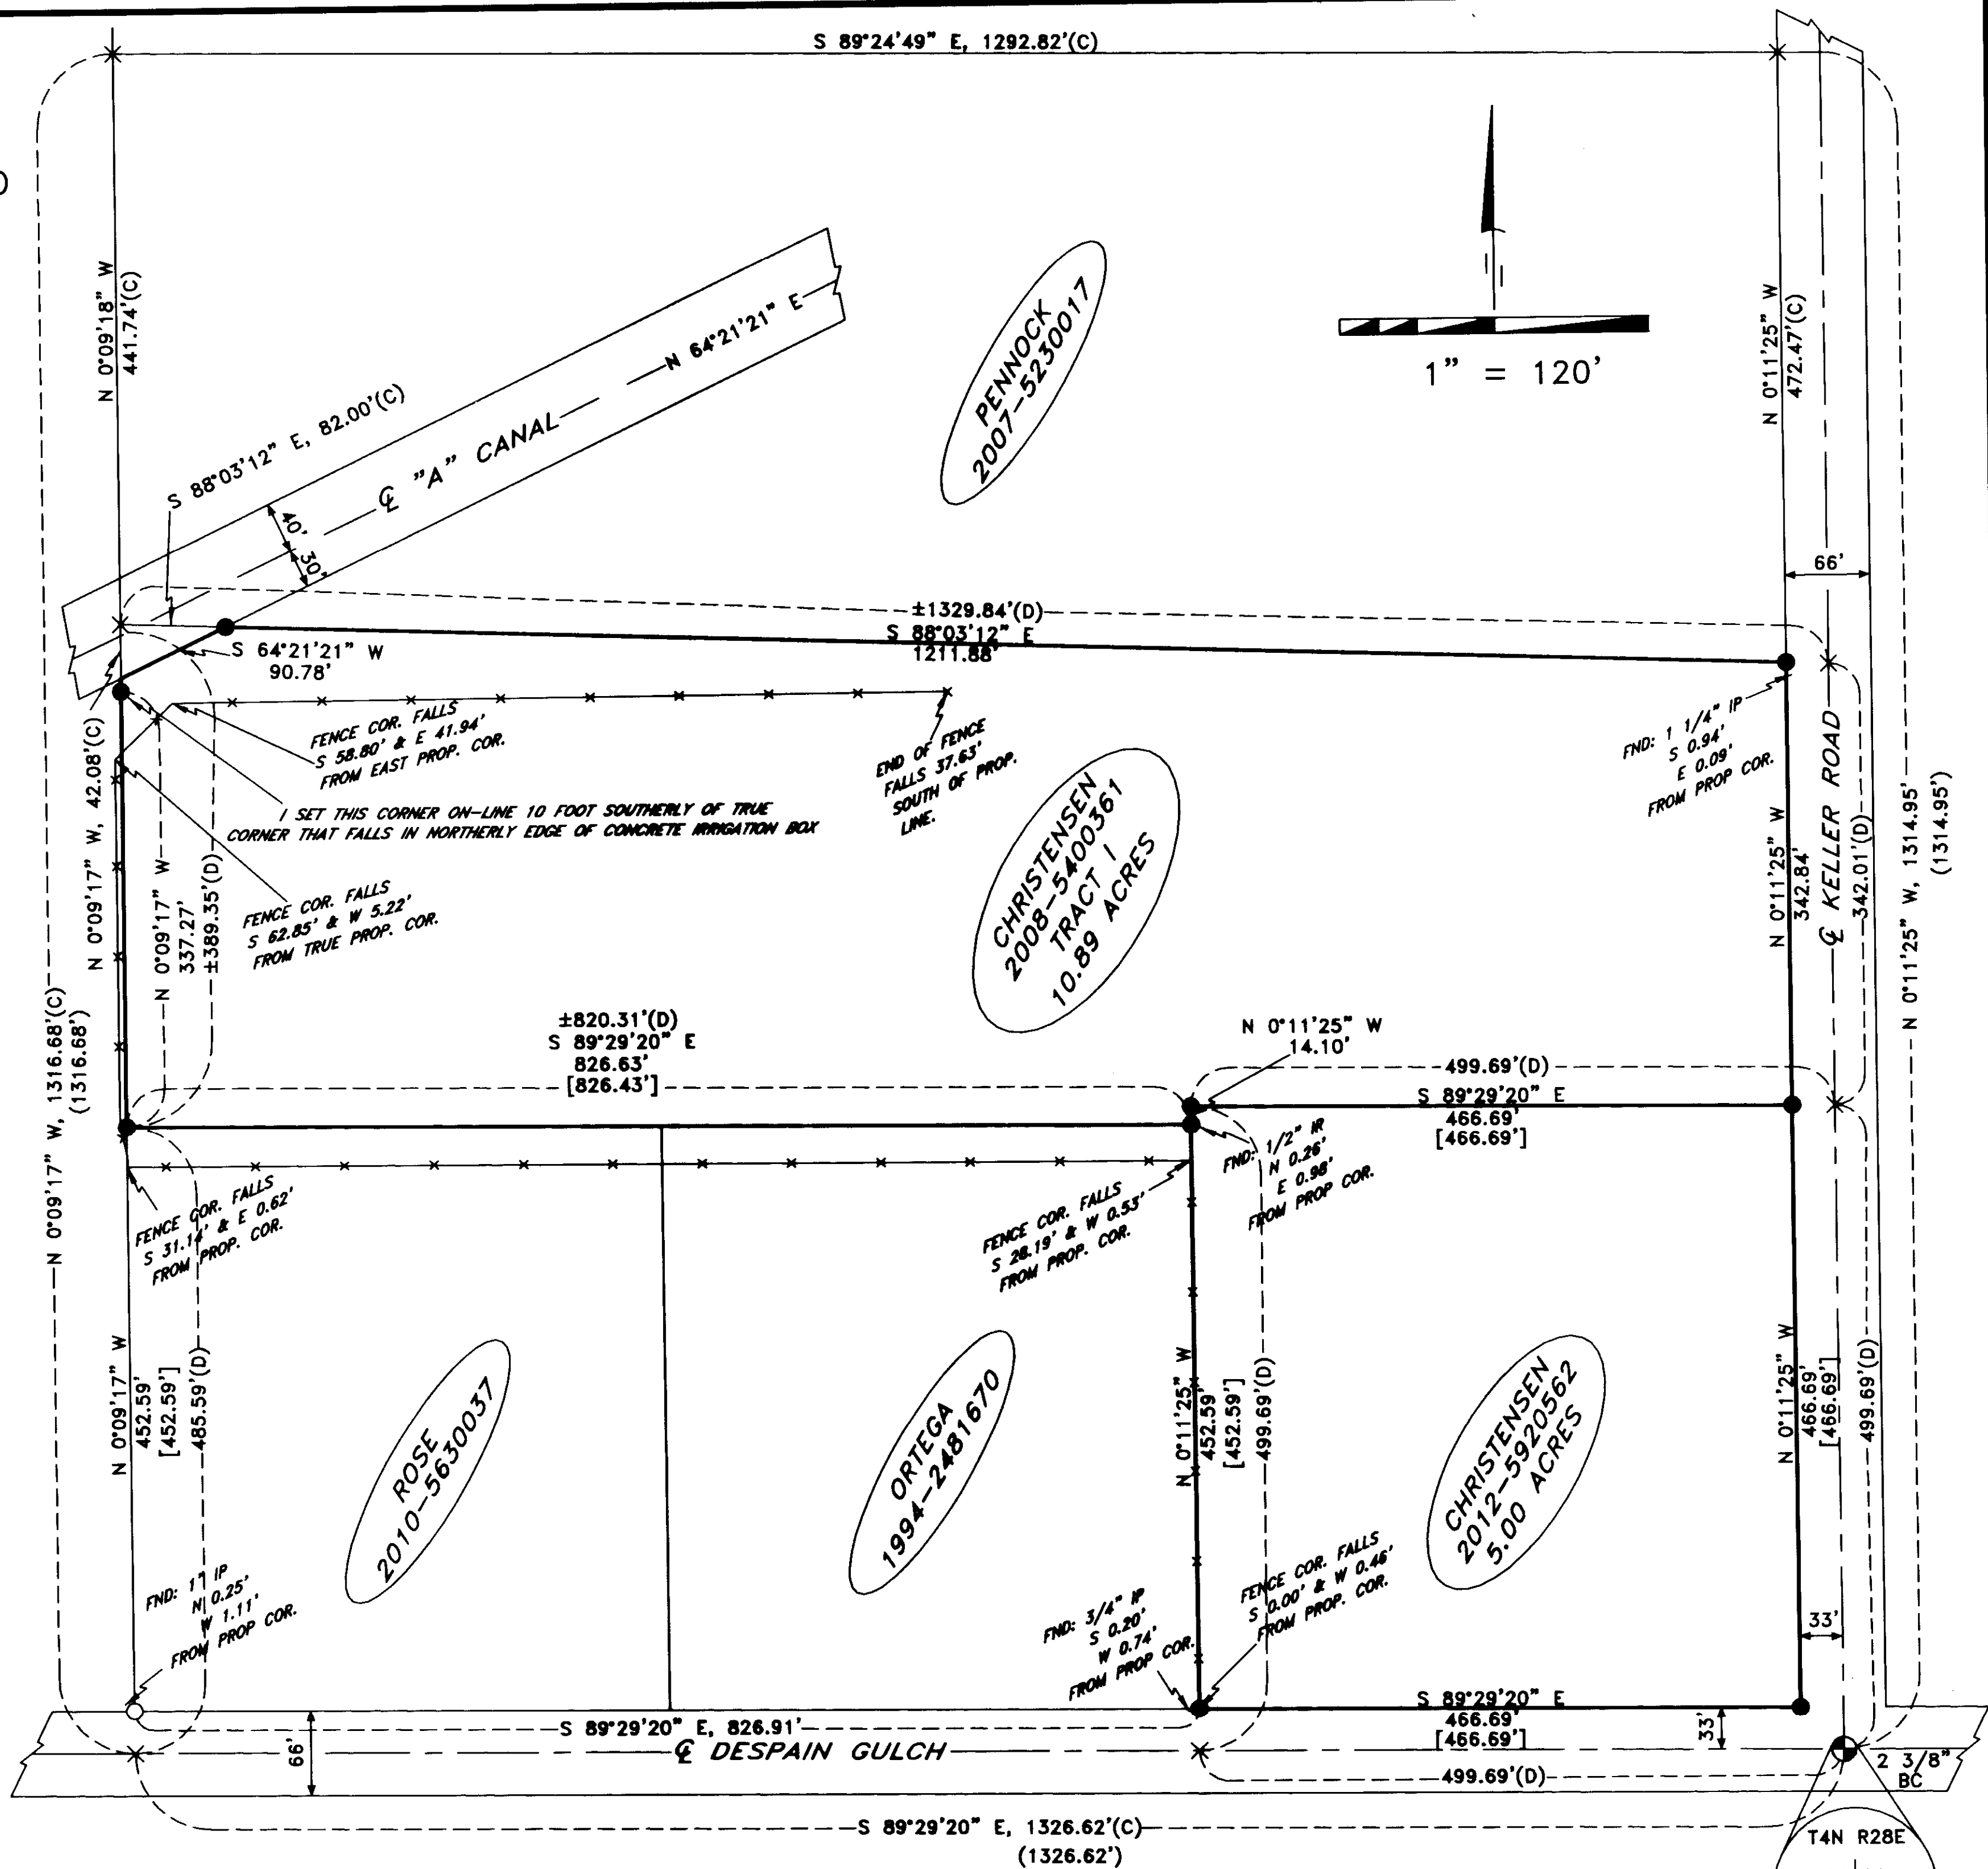 S 89°24'49" E, 1292.82'(C)
N 0°09'18" W
441.74'(C)
S 88°03'12" E, 82.00'(C)
℄ "A" CANAL
N 64°21'21" E
40'
30'
PENNOCK
2007-5230017
1" = 120'
N 0°11'25" W
472.47'(C)
66'
±1329.84'(D)
S 88°03'12" E
1211.88'
S 64°21'21" W
90.78'
FENCE COR. FALLS
S 58.80' & E 41.94'
FROM EAST PROP. COR.
END OF FENCE
FALLS 37.63'
SOUTH OF PROP.
LINE.
FND: 1 1/4" IP
S 0.94'
E 0.09'
FROM PROP COR.
I SET THIS CORNER ON-LINE 10 FOOT SOUTHERLY OF TRUE
CORNER THAT FALLS IN NORTHERLY EDGE OF CONCRETE IRRIGATION BOX
N 0°09'17" W, 42.08'(C)
N 0°09'17" W
337.27'
±389.35'(D)
FENCE COR. FALLS
S 62.85' & W 5.22'
FROM TRUE PROP. COR.
CHRISTENSEN
2008-5400361
TRACT 1
10.89 ACRES
N 0°11'25" W
342.84'
℄ KELLER ROAD
342.01'(D)
N 0°11'25" W, 1314.95'
(1314.95')
N 0°09'17" W, 1316.68'(C)
(1316.68')
±820.31'(D)
S 89°29'20" E
826.63'
[826.43']
N 0°11'25" W
14.10'
499.69'(D)
S 89°29'20" E
466.69'
[466.69']
FND: 1/2" IR
N 0.26'
E 0.98'
FROM PROP COR.
FENCE COR. FALLS
S 31.14' & E 0.62'
FROM PROP. COR.
FENCE COR. FALLS
S 28.19' & W 0.53'
FROM PROP. COR.
N 0°09'17" W
452.59'
[452.59']
485.59'(D)
ROSE
2010-5630037
ORTEGA
1994-2481670
N 0°11'25" W
452.59'
[452.59']
499.69'(D)
CHRISTENSEN
2012-5920562
5.00 ACRES
N 0°11'25" W
466.69'
[466.69']
499.69'(D)
FND: 1" IP
N 0.25'
W 1.11'
FROM PROP COR.
FND: 3/4" IP
S 0.20'
W 0.74'
FROM PROP COR.
FENCE COR. FALLS
S 0.00' & W 0.46'
FROM PROP. COR.
33'
S 89°29'20" E, 826.91'
S 89°29'20" E
466.69'
[466.69']
33'
66'
℄ DESPAIN GULCH
499.69'(D)
2 3/8"
BC
S 89°29'20" E, 1326.62'(C)
(1326.62')
T4N R28E